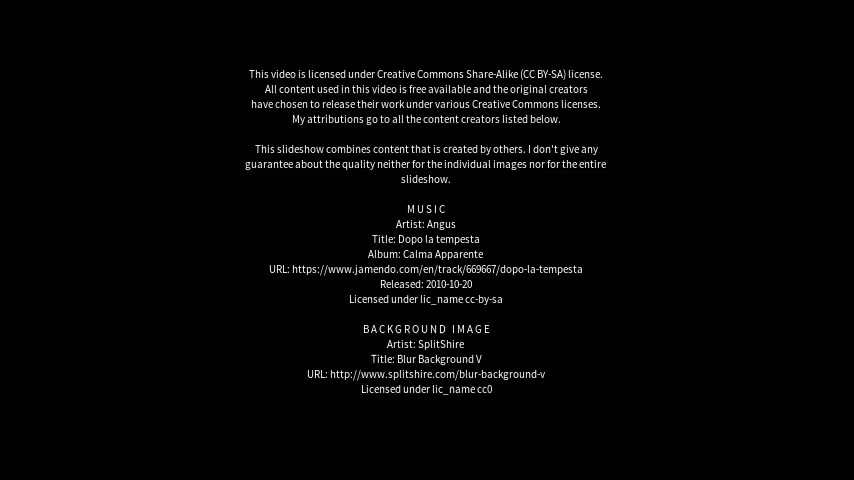 This video is licensed under Creative Commons Share-Alike (CC BY-SA) license.
All content used in this video is free available and the original creators
have chosen to release their work under various Creative Commons licenses.
My attributions go to all the content creators listed below.
This slideshow combines content that is created by others. I don't give any
guarantee about the quality neither for the individual images nor for the entire
slideshow.
MUSIC
Artist: Angus
Title: Dopo la tempesta
Album: Calma Apparente
URL: https://www.jamendo.com/en/track/669667/dopo-la-tempesta
Released: 2010-10-20
Licensed under lic_name cc-by-sa
BACKGROUND IMAGE
Artist: SplitShire
Title: Blur Background V
URL: http://www.splitshire.com/blur-background-v
Licensed under lic_name cc0